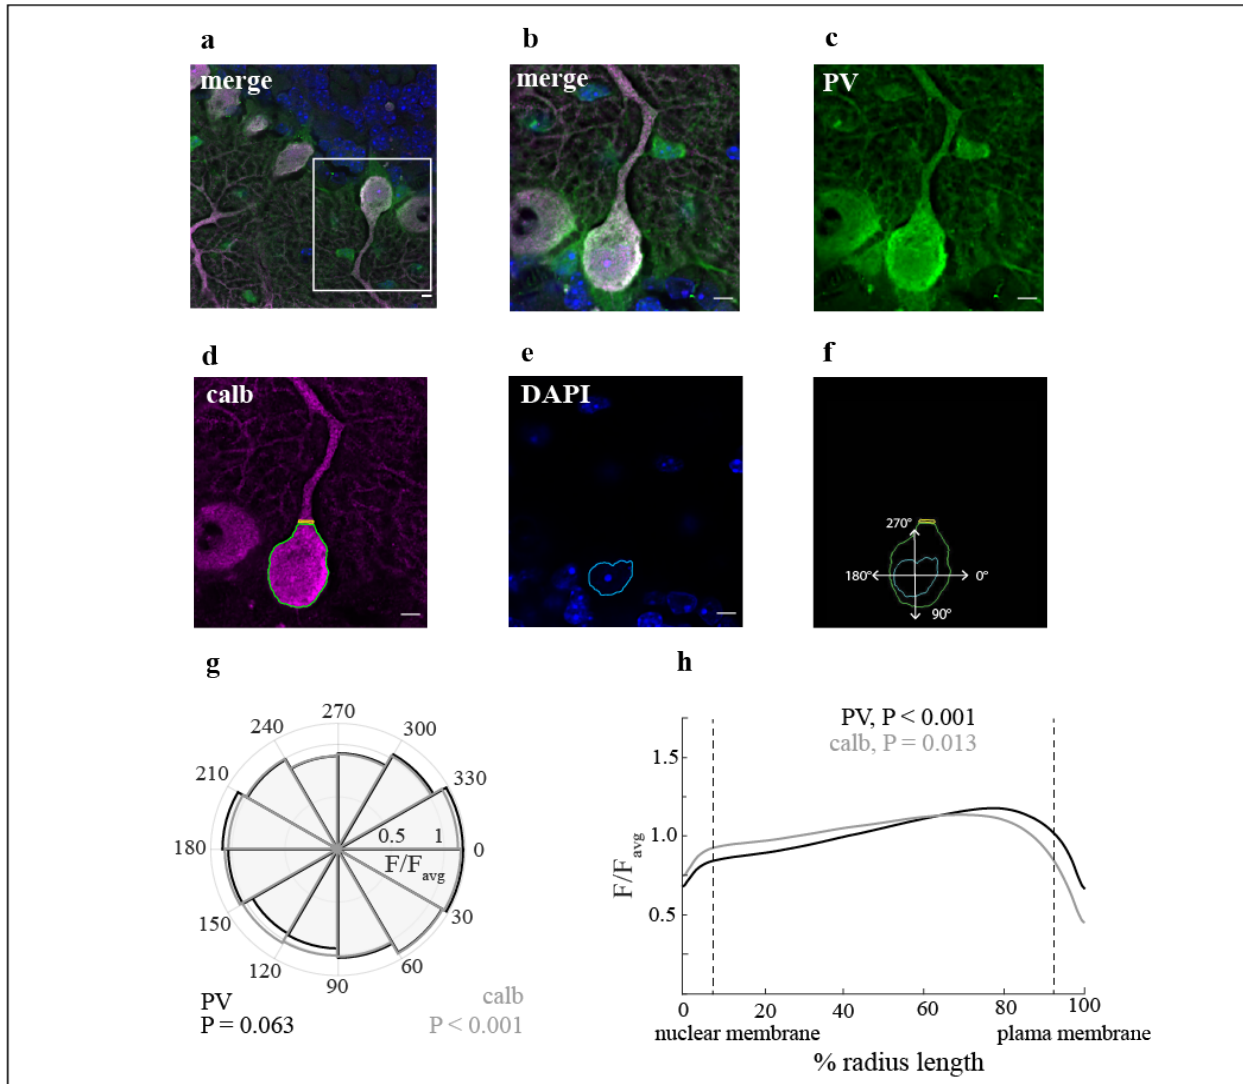 a
merge
b
merge
c
PV
d
calb
e
DAPI
f
270°
180°
0°
90°
g
270
240
300
210
330
0.5 1
180
0
F/Favg
150
30
120
60
90
PV
calb
P = 0.063
P < 0.001
h
PV, P < 0.001
calb, P = 0.013
1.5
1.0
0.5
F/Favg
0 20 40 60 80 100
nuclear membrane
plama membrane
% radius length